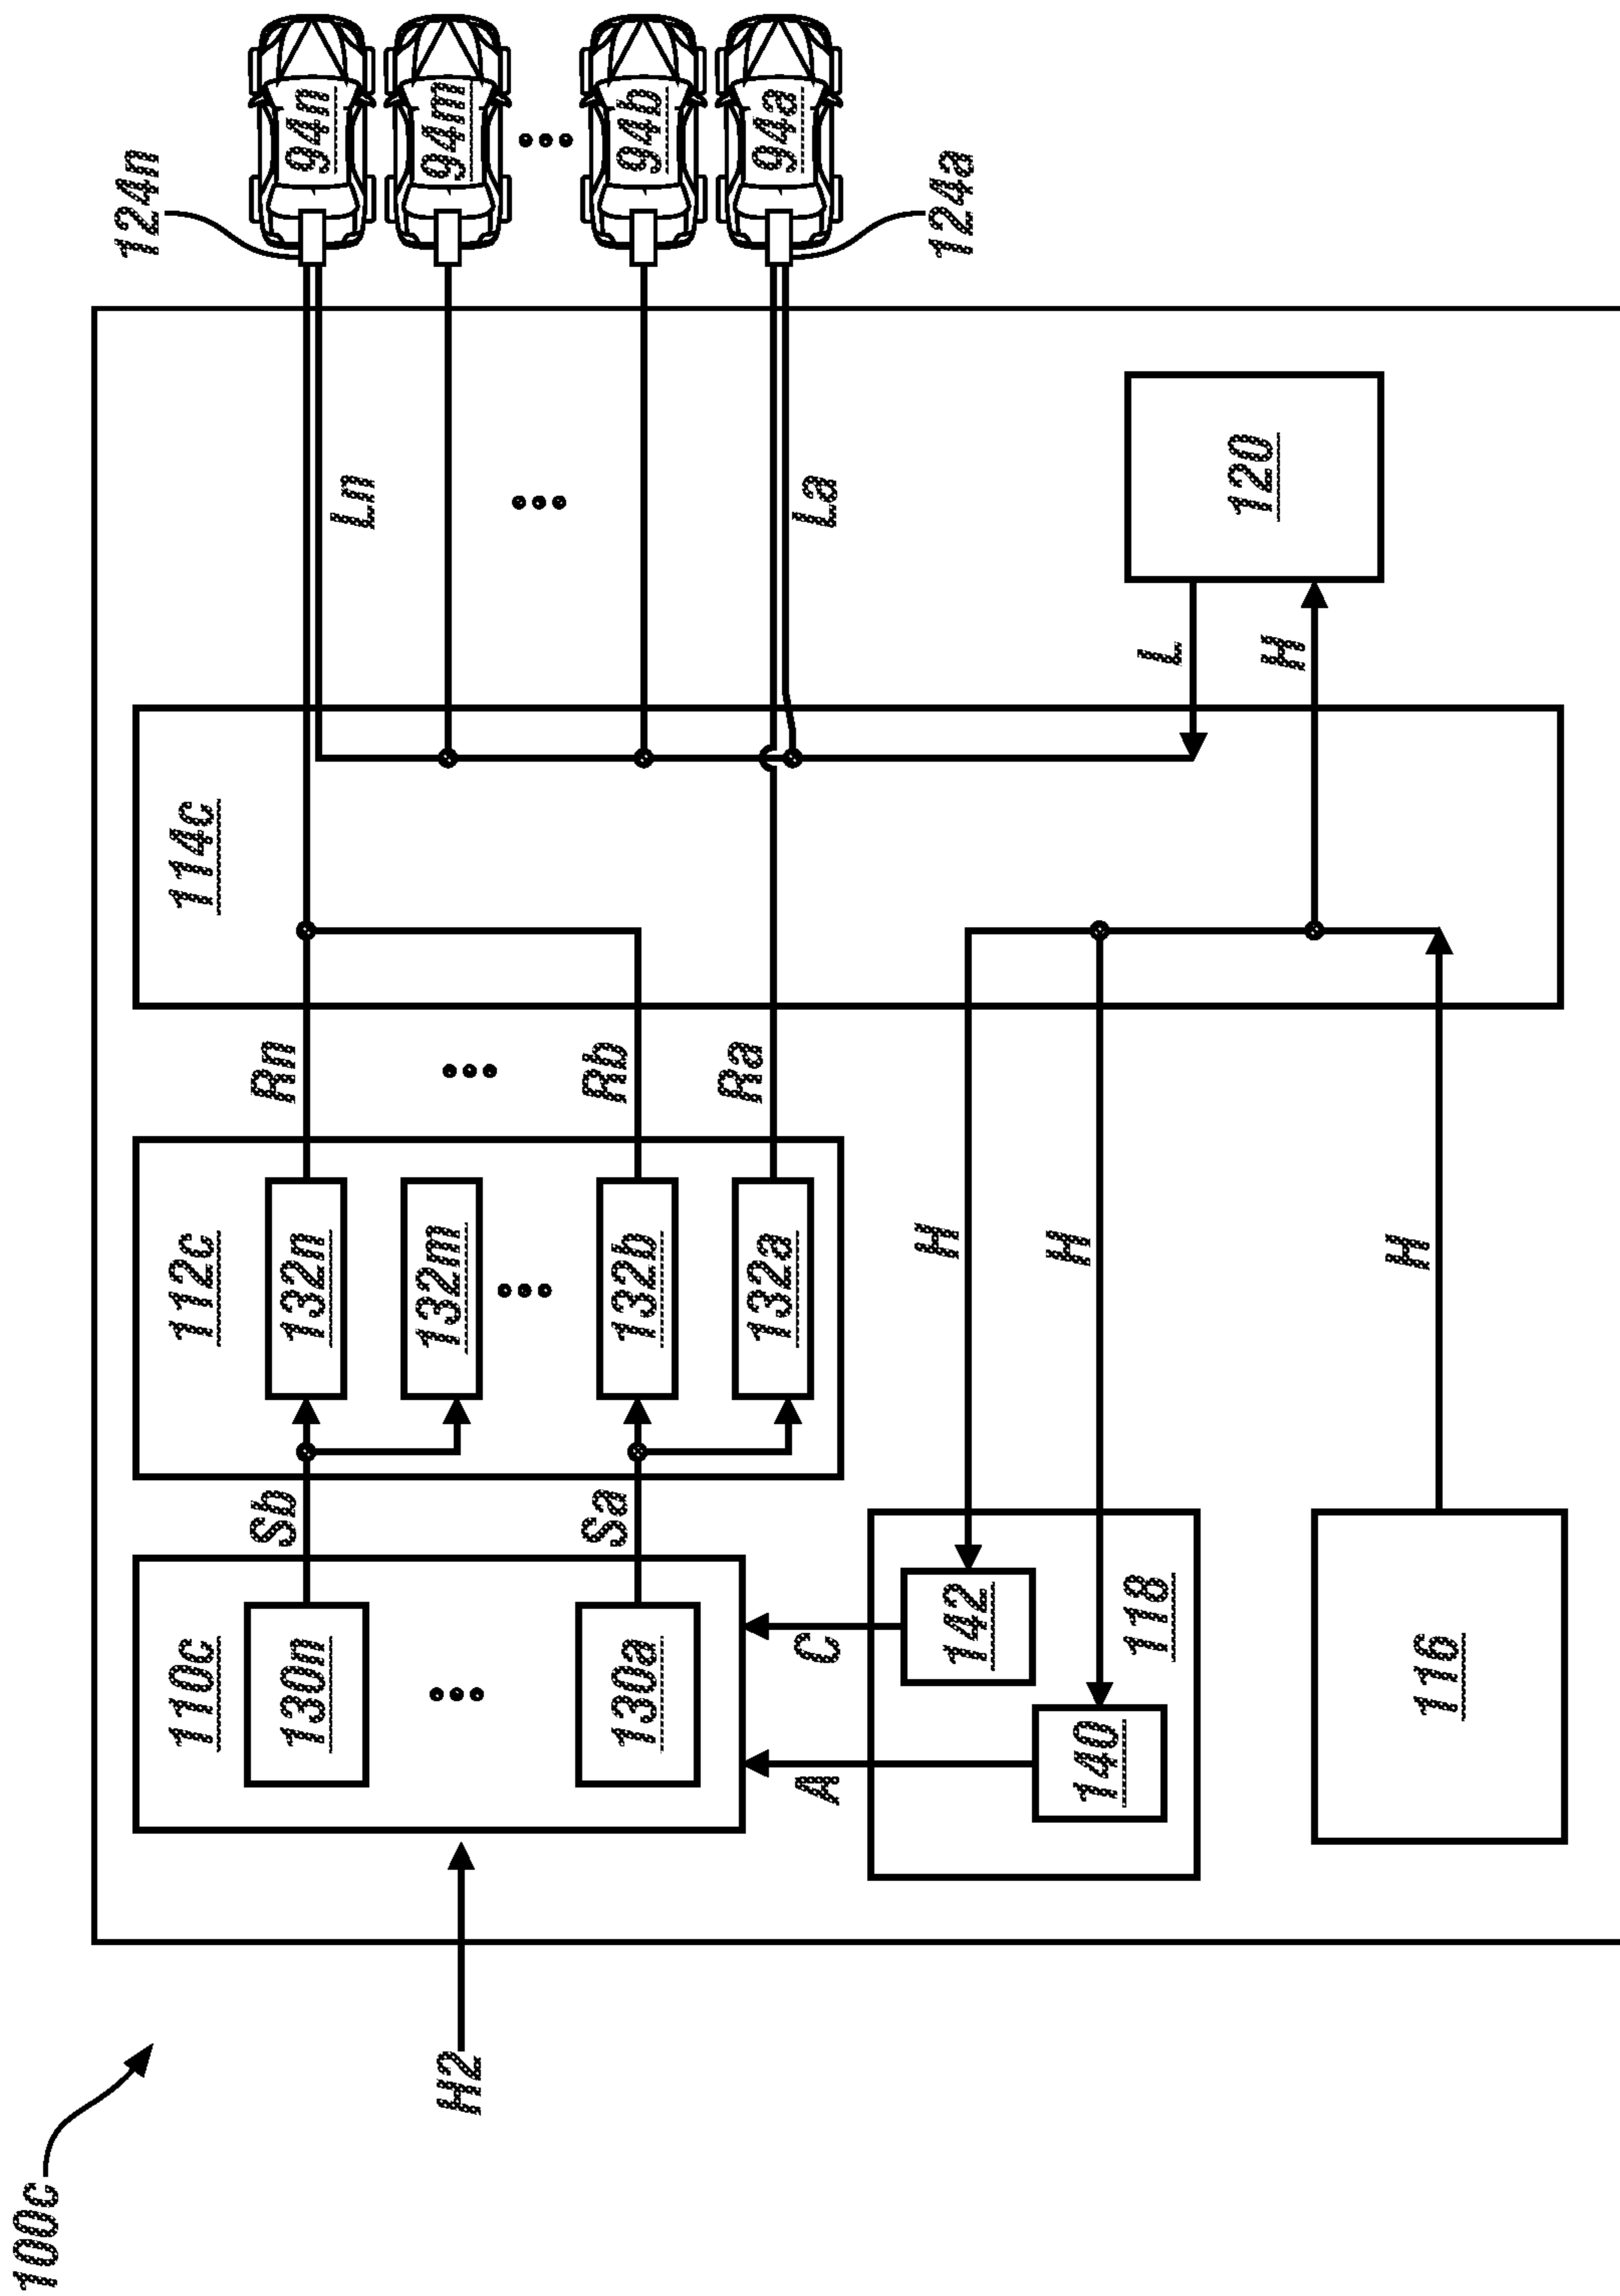 100c
H2
110c
130n
130a
Sb
Sa
112c
132n
132m
132b
132a
Rn
Rb
Ra
114c
Ln
La
124n
94n
94m
94b
94a
124a
A
C
140
142
118
116
H
H
H
L
H
120